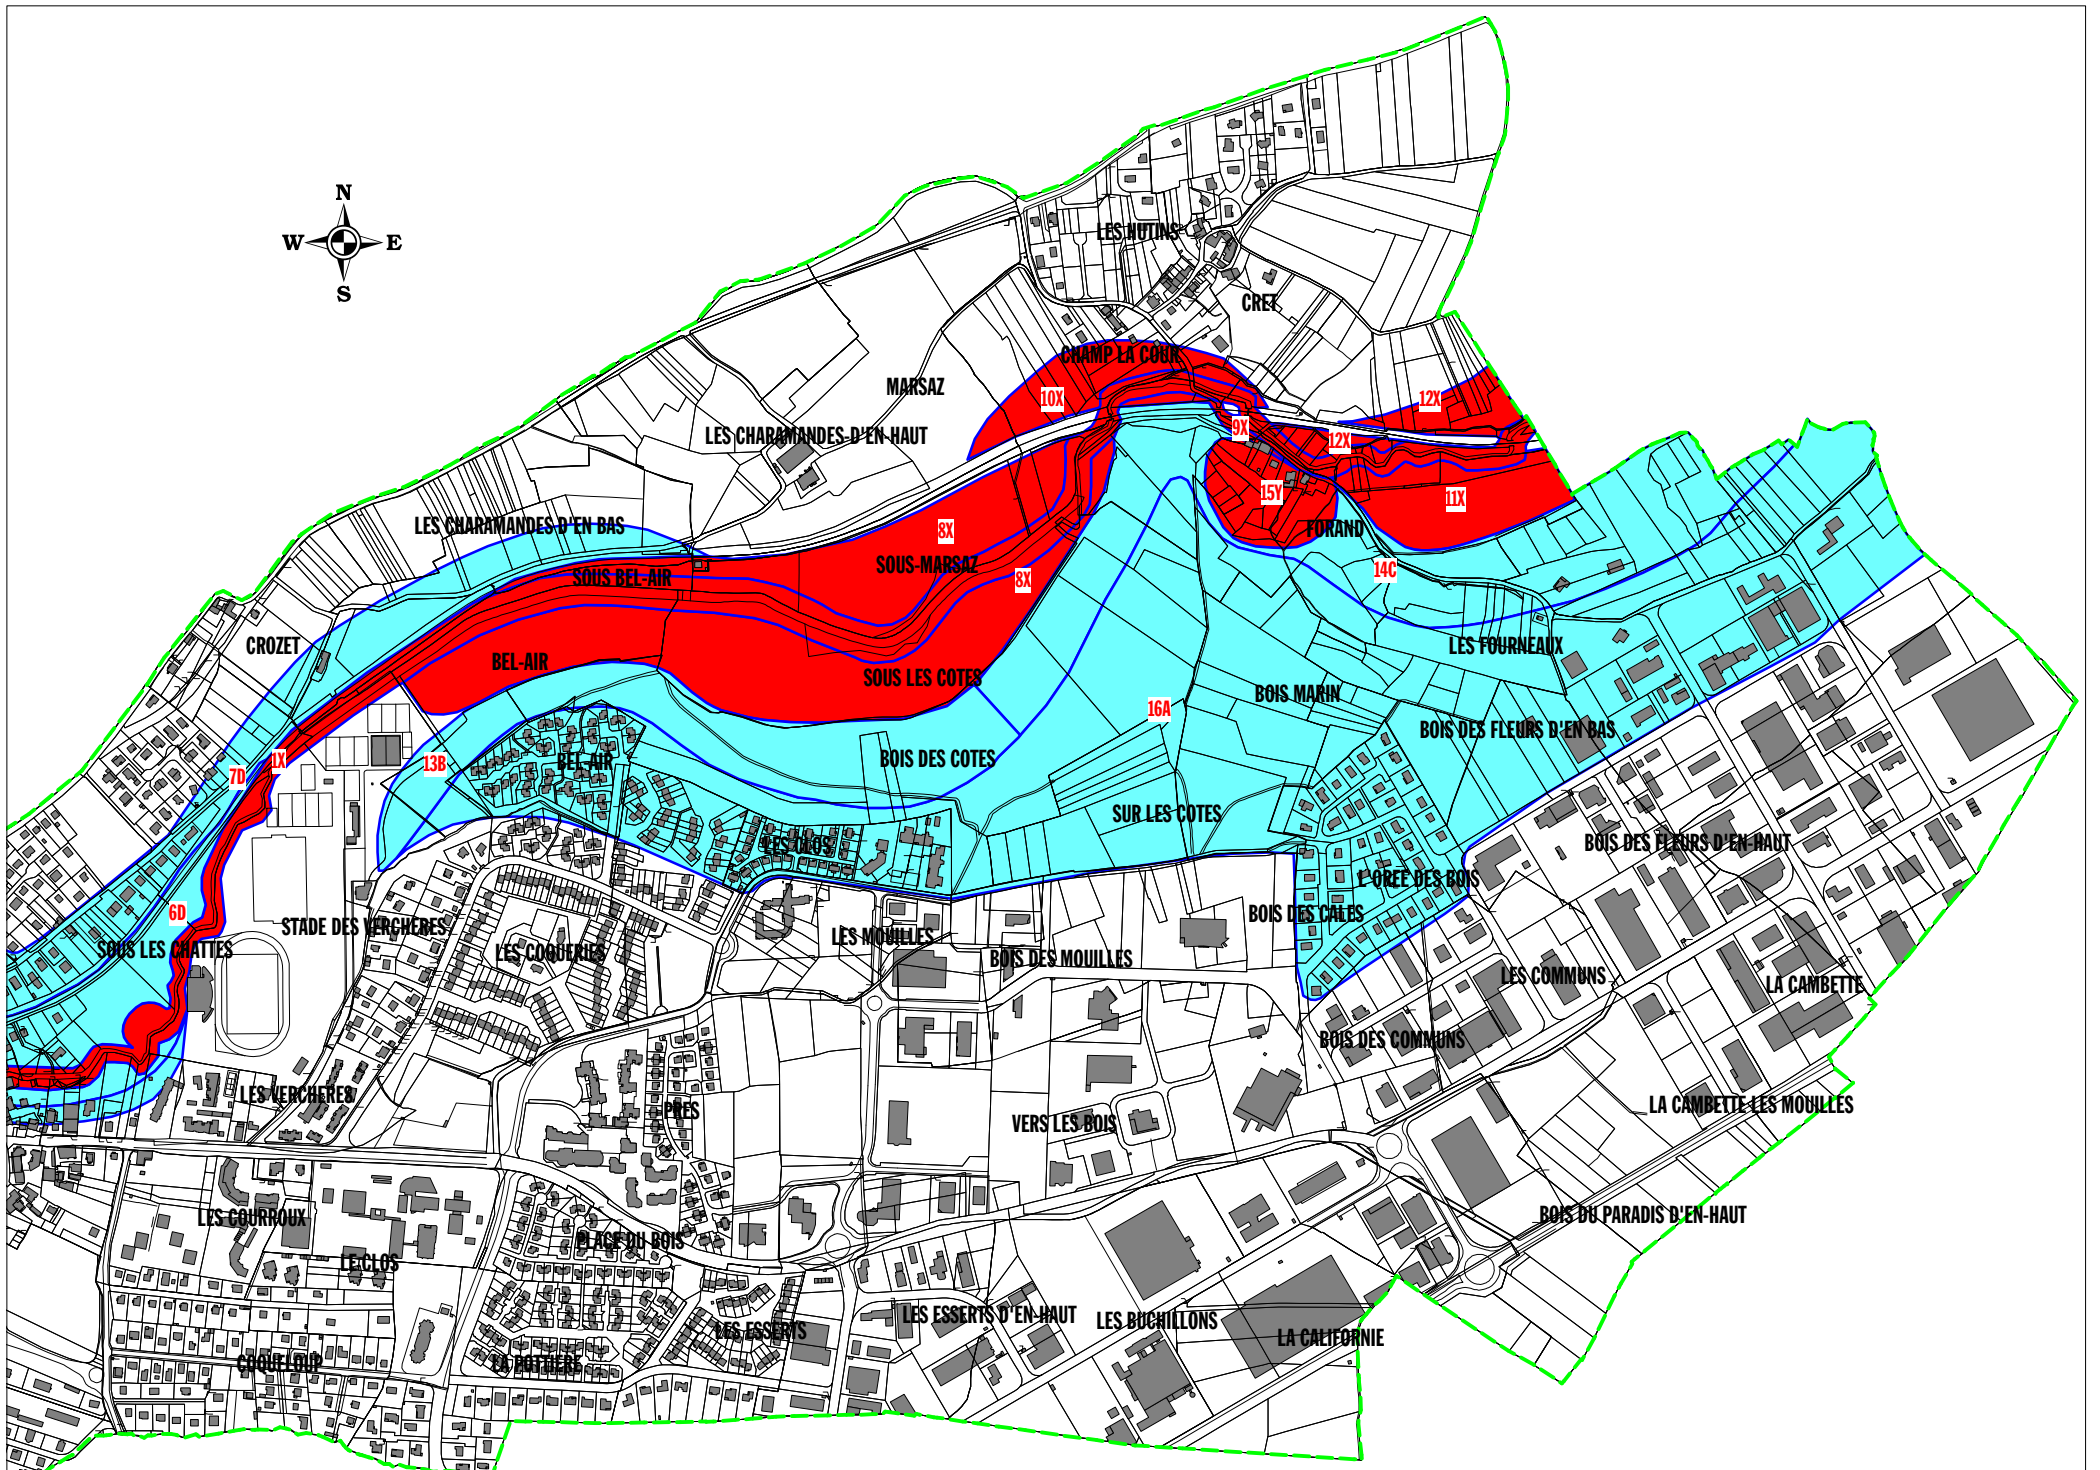 N
W E
S
LES HUTINS
CRET
CHAMP LA COUR
MARSAZ
10X
12X
LES CHARAMANDES-D'EN-HAUT
9X
12X
15Y
11X
LES CHARAMANDES D'EN BAS
8X
FORAND
SOUS-MARSAZ
14C
SOUS BEL-AIR
8X
CROZET
LES FOURNEAUX
BEL-AIR
SOUS LES COTES
BOIS MARIN
16A
BOIS DES FLEURS D'EN BAS
BOIS DES COTES
1X
13B
BEL-AIR
7D
SUR LES COTES
LES CLOS
BOIS DES FLEURS D'EN-HAUT
L'OREE DES BOIS
6D
BOIS DES CALES
STADE DES VERCHERES
LES MOUILLES
SOUS LES CHATTES
LES COQUERIES
BOIS DES MOUILLES
LES COMMUNS
LA CAMBETTE
BOIS DES COMMUNS
LES VERCHERES
PRES
LA CAMBETTE-LES MOUILLES
VERS LES BOIS
LES COURROUX
BOIS DU PARADIS D'EN-HAUT
PLACE DU BOIS
LE CLOS
LES ESSERTS D'EN-HAUT
LES BUCHILLONS
LES ESSERTS
LA CALIFORNIE
COQUELOUP
LA POTTIERE